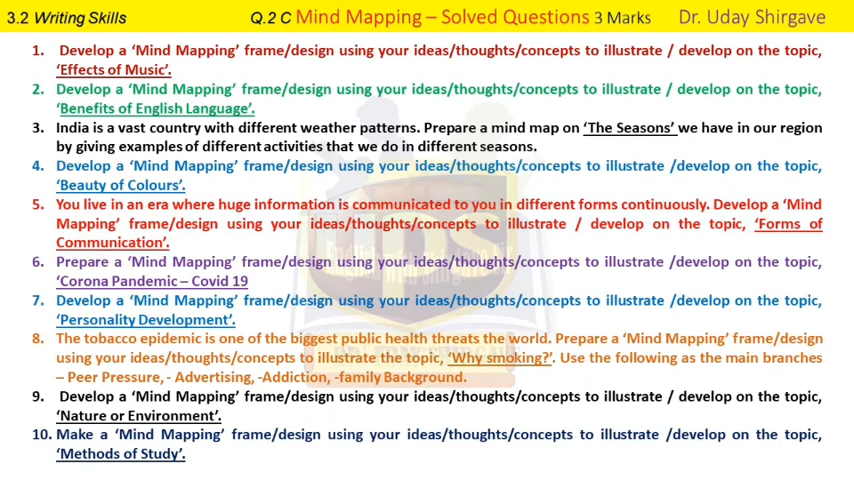 3.2 Writing Skills Q.2 C Mind Mapping – Solved Questions 3 Marks Dr. Uday Shirgave
1. Develop a ‘Mind Mapping’ frame/design using your ideas/thoughts/concepts to illustrate / develop on the topic,
‘Effects of Music’.
2. Develop a ‘Mind Mapping’ frame/design using your ideas/thoughts/concepts to illustrate / develop on the topic,
‘Benefits of English Language’.
3. India is a vast country with different weather patterns. Prepare a mind map on ‘The Seasons’ we have in our region
by giving examples of different activities that we do in different seasons.
4. Develop a ‘Mind Mapping’ frame/design using your ideas/thoughts/concepts to illustrate /develop on the topic,
‘Beauty of Colours’.
5. You live in an era where huge information is communicated to you in different forms continuously. Develop a ‘Mind
Mapping’ frame/design using your ideas/thoughts/concepts to illustrate / develop on the topic, ‘Forms of
Communication’.
6. Prepare a ‘Mind Mapping’ frame/design using your ideas/thoughts/concepts to illustrate /develop on the topic,
‘Corona Pandemic – Covid 19
7. Develop a ‘Mind Mapping’ frame/design using your ideas/thoughts/concepts to illustrate /develop on the topic,
‘Personality Development’.
8. The tobacco epidemic is one of the biggest public health threats the world. Prepare a ‘Mind Mapping’ frame/design
using your ideas/thoughts/concepts to illustrate the topic, ‘Why smoking?’. Use the following as the main branches
– Peer Pressure, - Advertising, -Addiction, -family Background.
9. Develop a ‘Mind Mapping’ frame/design using your ideas/thoughts/concepts to illustrate / develop on the topic,
‘Nature or Environment’.
10. Make a ‘Mind Mapping’ frame/design using your ideas/thoughts/concepts to illustrate /develop on the topic,
‘Methods of Study’.